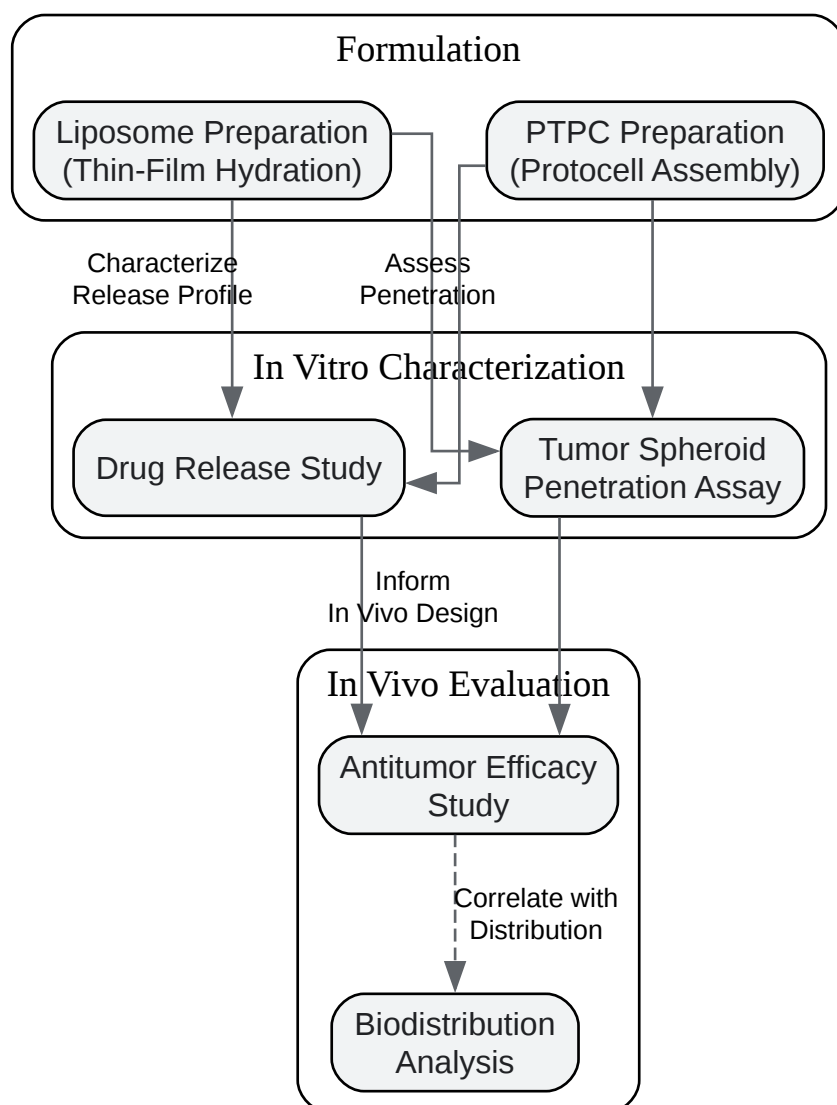 Formulation
Liposome Preparation
(Thin-Film Hydration)
PTPC Preparation
(Protocell Assembly)
Characterize
Release Profile
Assess
Penetration
In Vitro Characterization
Drug Release Study
Tumor Spheroid
Penetration Assay
Inform
In Vivo Design
In Vivo Evaluation
Antitumor Efficacy
Study
Correlate with
Distribution
Biodistribution
Analysis